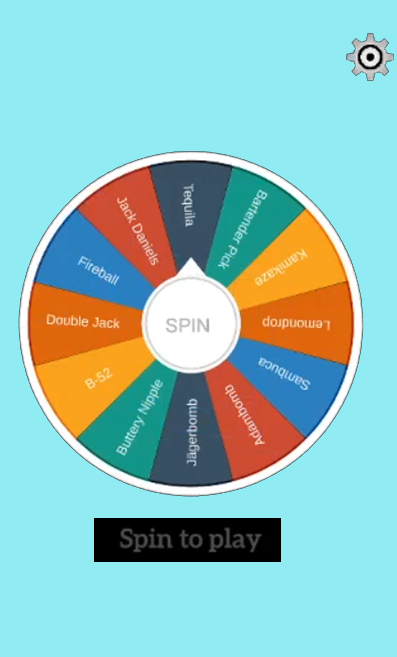 Tequila
Bartender Pick
Kamikaze
Lemondrop
Sambuca
Adambomb
Jägerbomb
Buttery Nipple
B-52
Double Jack
Fireball
Jack Daniels
SPIN
Spin to play